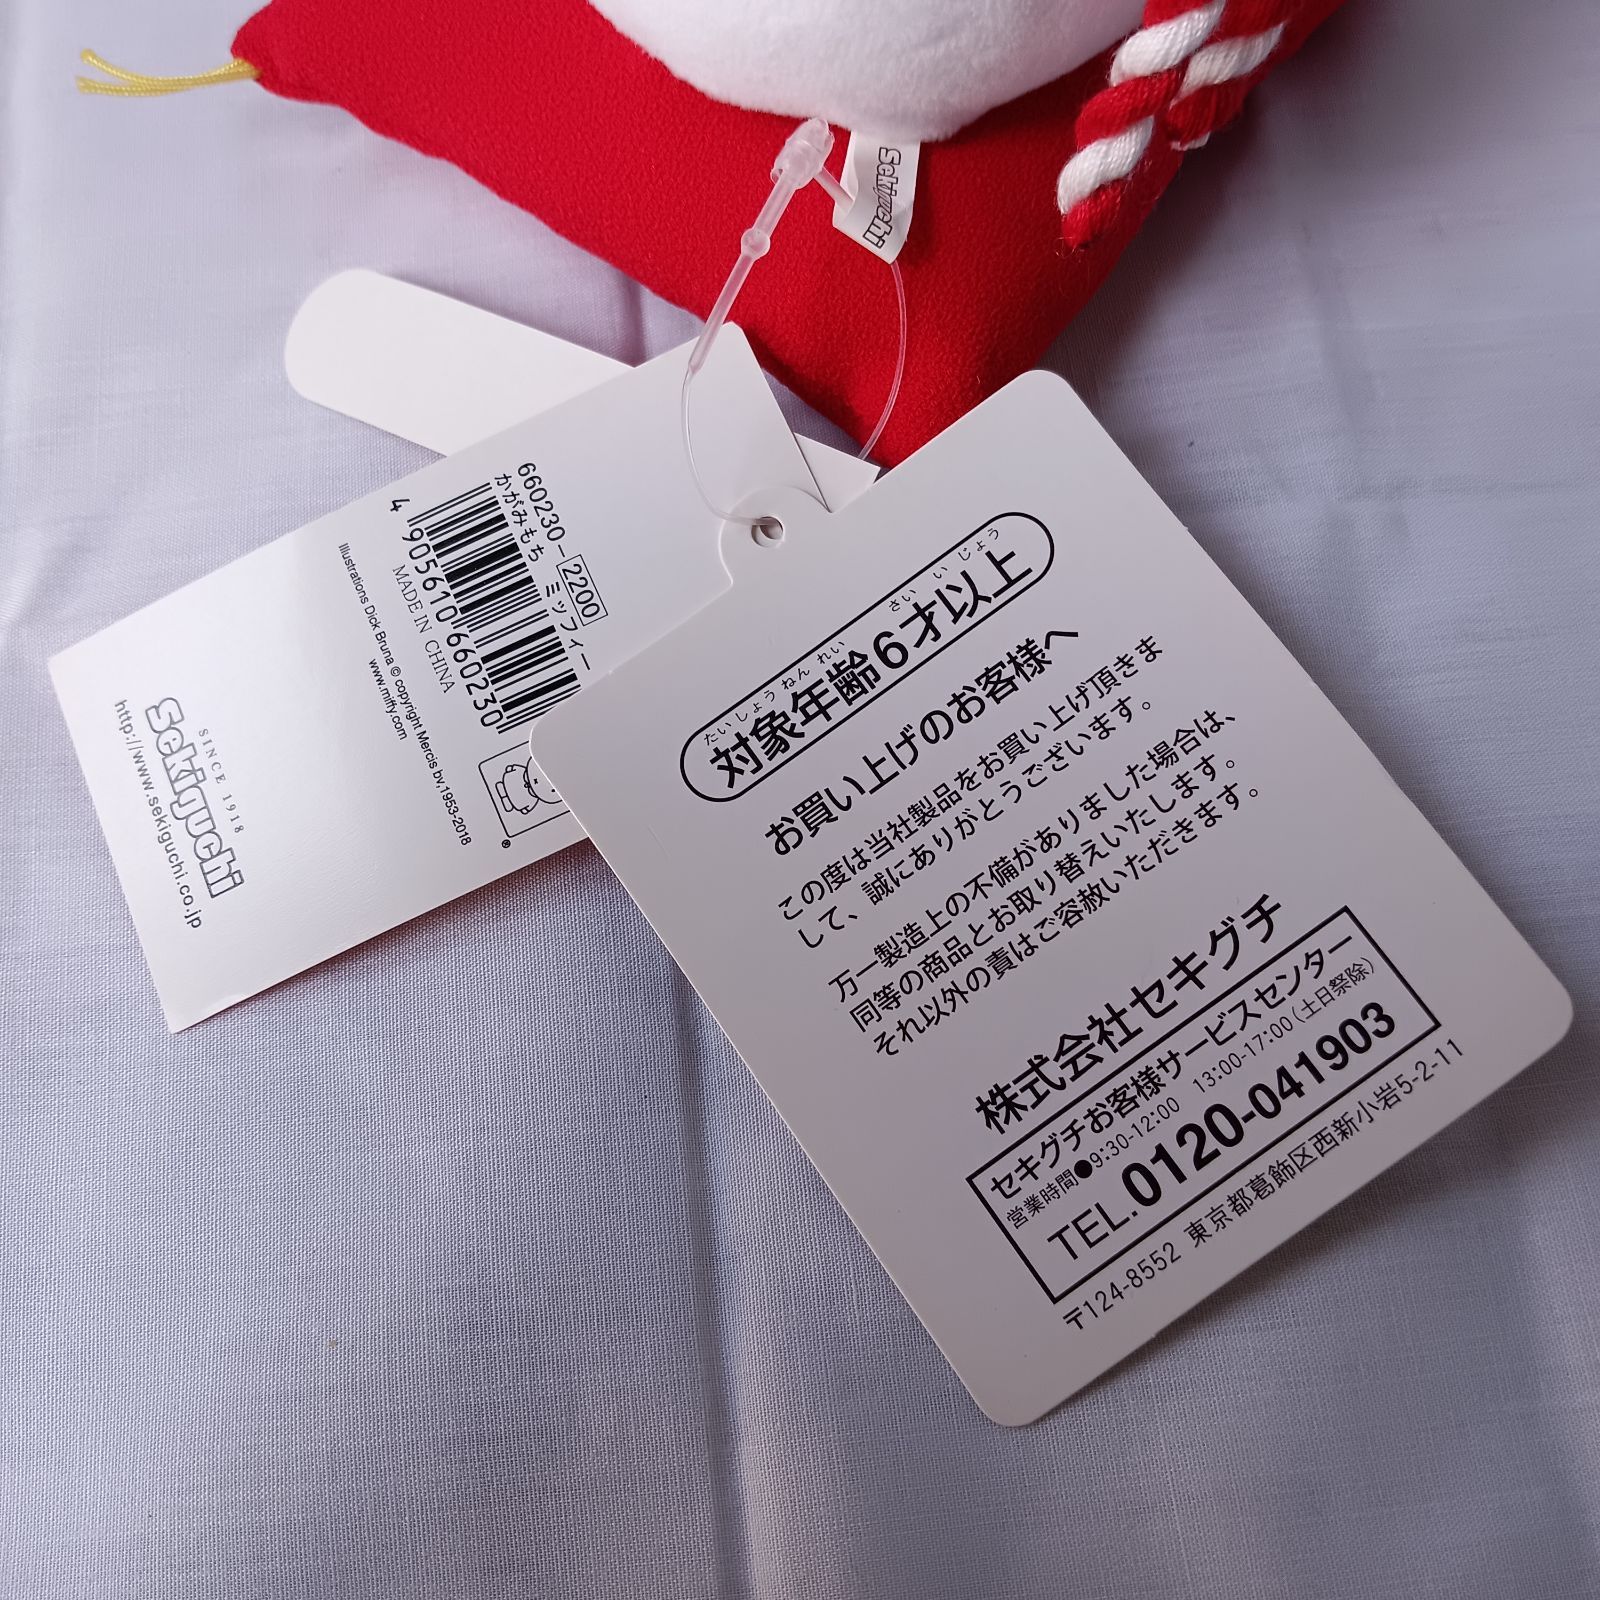 Sekiguchi
660230-2200
かがみもち ミッフィー
4 905610 660230
MADE IN CHINA
Illustrations Dick Bruna © copyright Mercis bv,1953-2018
www.miffy.com
®
SINCE 1918
Sekiguchi
http://www.sekiguchi.co.jp
たいしょうねんれい さいいじょう
対象年齢6才以上
お買い上げのお客様へ
この度は当社製品をお買い上げ頂きま
して、誠にありがとうございます。
万一製造上の不備がありました場合は、
同等の商品とお取り替えいたします。
それ以外の責はご容赦いただきます。
株式会社セキグチ
セキグチお客様サービスセンター
営業時間●9:30-12:00 13:00-17:00(土日祭除)
TEL.0120-041903
〒124-8552 東京都葛飾区西新小岩5-2-11